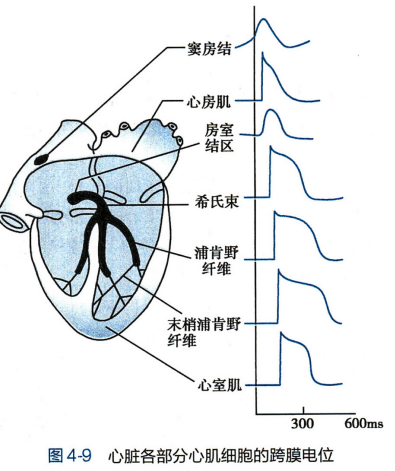 窦房结
心房肌
房室
结区
希氏束
浦肯野
纤维
末梢浦肯野
纤维
心室肌
300 600ms
图4-9 心脏各部分心肌细胞的跨膜电位